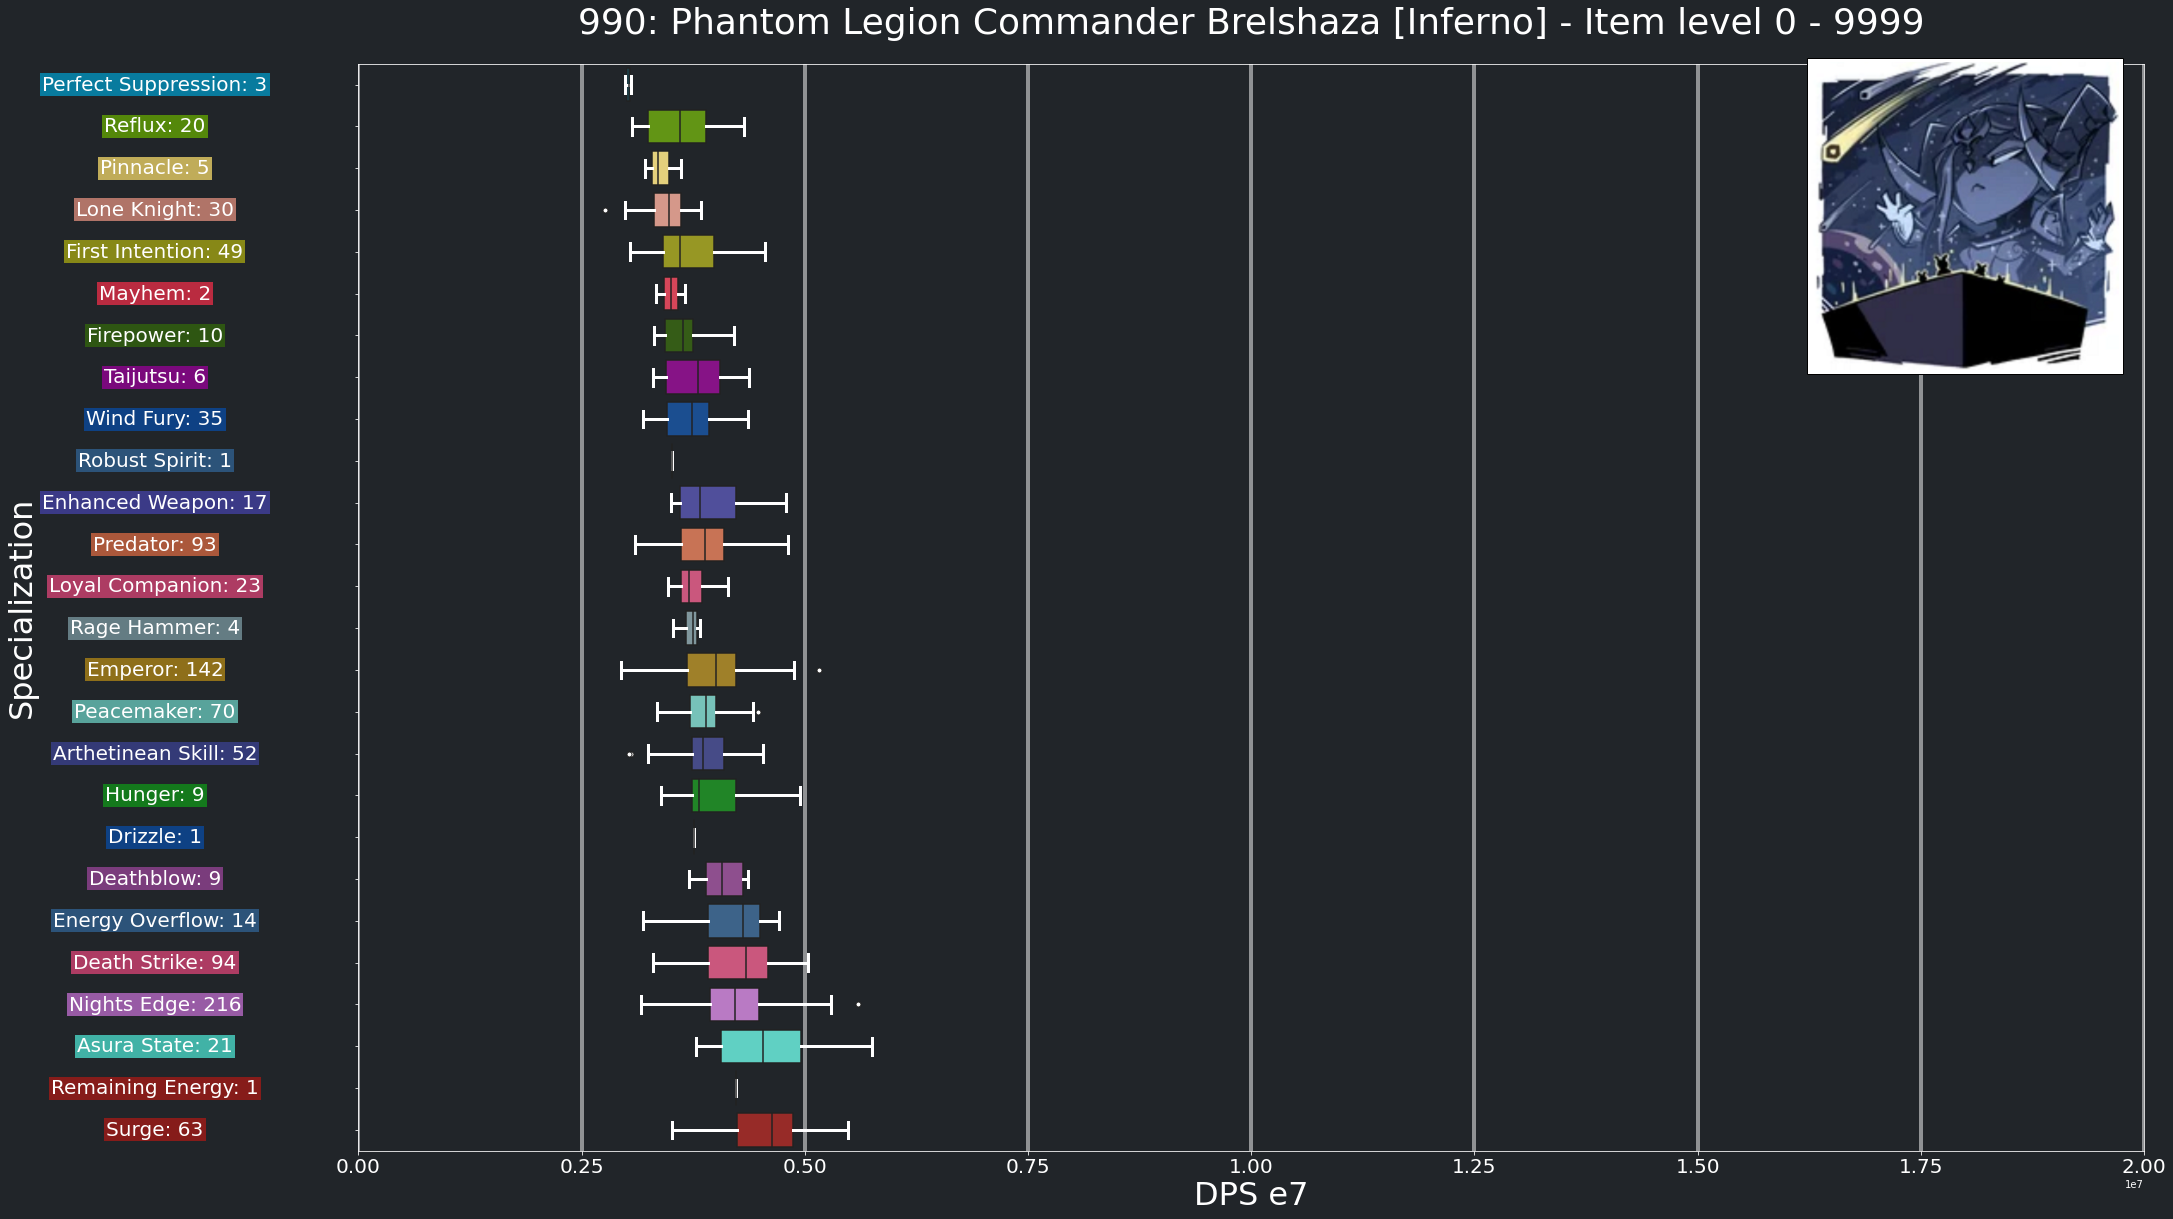 990: Phantom Legion Commander Brelshaza [Inferno] - Item level 0 - 9999
Specialization
Perfect Suppression: 3
Reflux: 20
Pinnacle: 5
Lone Knight: 30
First Intention: 49
Mayhem: 2
Firepower: 10
Taijutsu: 6
Wind Fury: 35
Robust Spirit: 1
Enhanced Weapon: 17
Predator: 93
Loyal Companion: 23
Rage Hammer: 4
Emperor: 142
Peacemaker: 70
Arthetinean Skill: 52
Hunger: 9
Drizzle: 1
Deathblow: 9
Energy Overflow: 14
Death Strike: 94
Nights Edge: 216
Asura State: 21
Remaining Energy: 1
Surge: 63
0.00 0.25 0.50 0.75 1.00 1.25 1.50 1.75 2.00
1e7
DPS e7